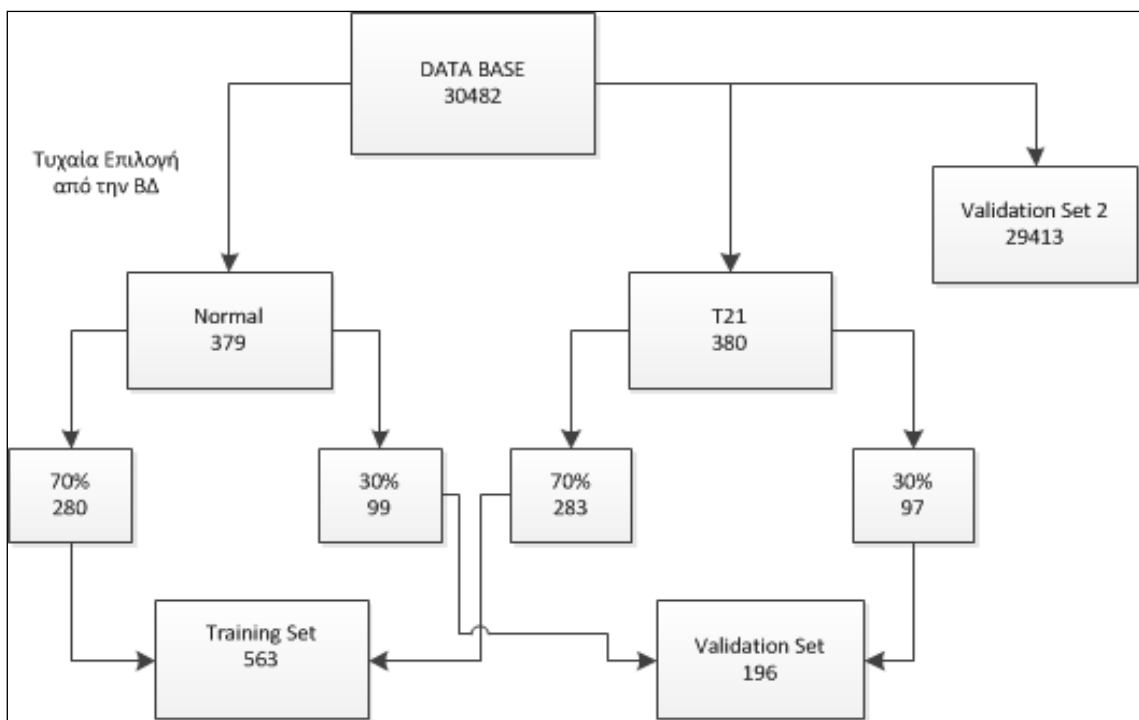 DATA BASE
30482
Τυχαία Επιλογή
από την ΒΔ
Validation Set 2
29413
Normal
379
T21
380
70%
280
30%
99
70%
283
30%
97
Training Set
563
Validation Set
196